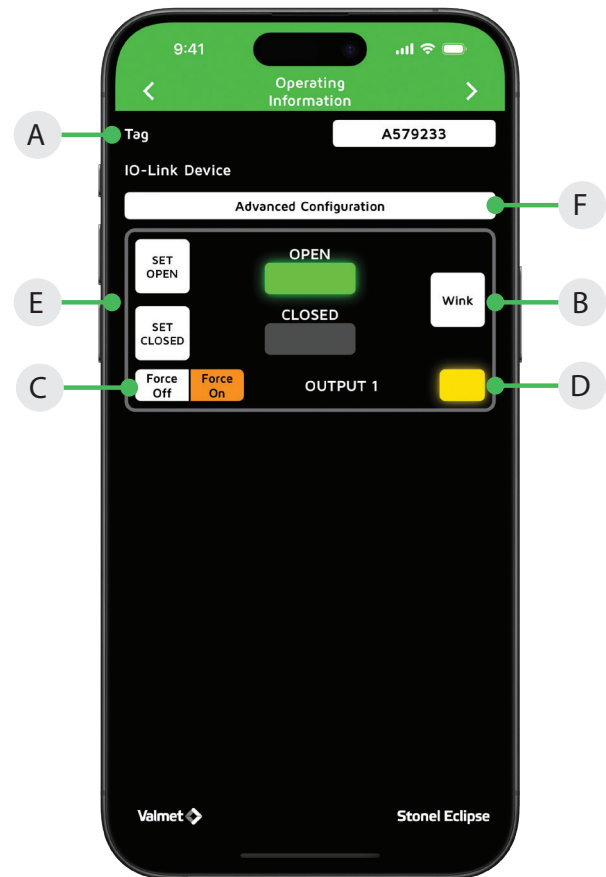 9:41
Operating
Information
A
Tag
A579233
IO-Link Device
Advanced Configuration
F
SET
OPEN
OPEN
E
Wink
B
SET
CLOSED
CLOSED
C
Force
Off
Force
On
OUTPUT 1
D
Valmet
Stonel Eclipse